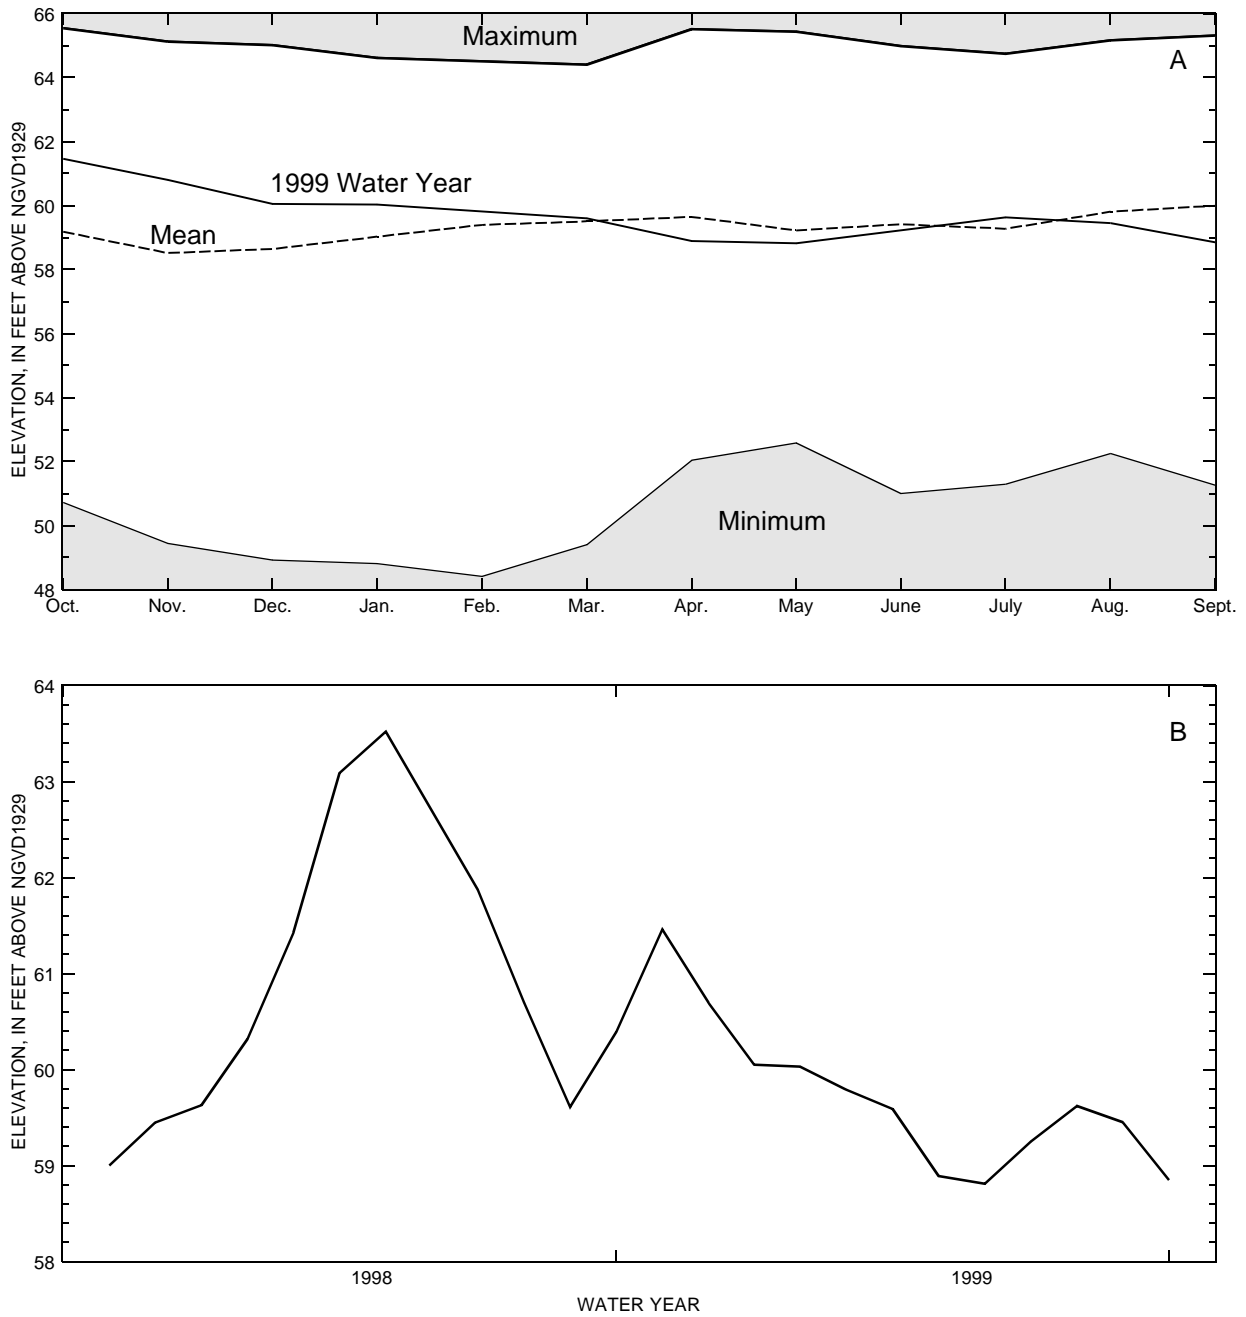 66
Maximum
A
64
62
1999 Water Year
60
Mean
58
56
54
52
Minimum
50
48
ELEVATION, IN FEET ABOVE NGVD1929
Oct. Nov. Dec. Jan. Feb. Mar. Apr. May June July Aug. Sept.
64
B
63
62
61
60
59
58
ELEVATION, IN FEET ABOVE NGVD1929
1998 1999
WATER YEAR